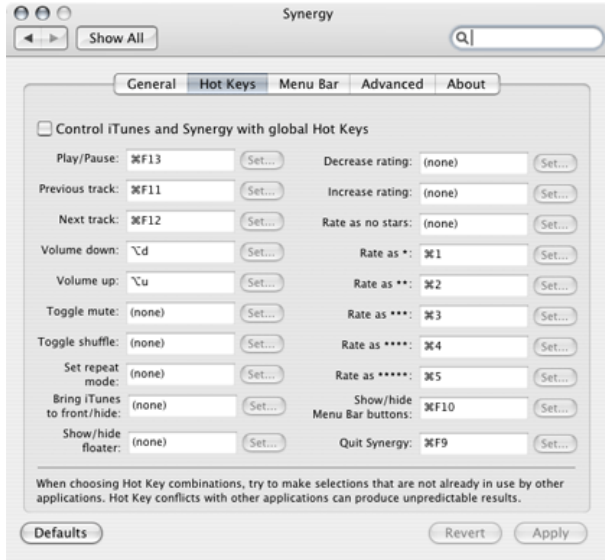 Synergy
Show All
General Hot Keys Menu Bar Advanced About
Control iTunes and Synergy with global Hot Keys
Play/Pause: ⌘F13 Set...
Previous track: ⌘F11 Set...
Next track: ⌘F12 Set...
Volume down: ⌥d Set...
Volume up: ⌥u Set...
Toggle mute: (none) Set...
Toggle shuffle: (none) Set...
Set repeat
mode: (none) Set...
Bring iTunes
to front/hide: (none) Set...
Show/hide
floater: (none) Set...
Decrease rating: (none) Set...
Increase rating: (none) Set...
Rate as no stars: (none) Set...
Rate as *: ⌘1 Set...
Rate as **: ⌘2 Set...
Rate as ***: ⌘3 Set...
Rate as ****: ⌘4 Set...
Rate as *****: ⌘5 Set...
Show/hide
Menu Bar buttons: ⌘F10 Set...
Quit Synergy: ⌘F9 Set...
When choosing Hot Key combinations, try to make selections that are not already in use by other
applications. Hot Key conflicts with other applications can produce unpredictable results.
Defaults Revert Apply